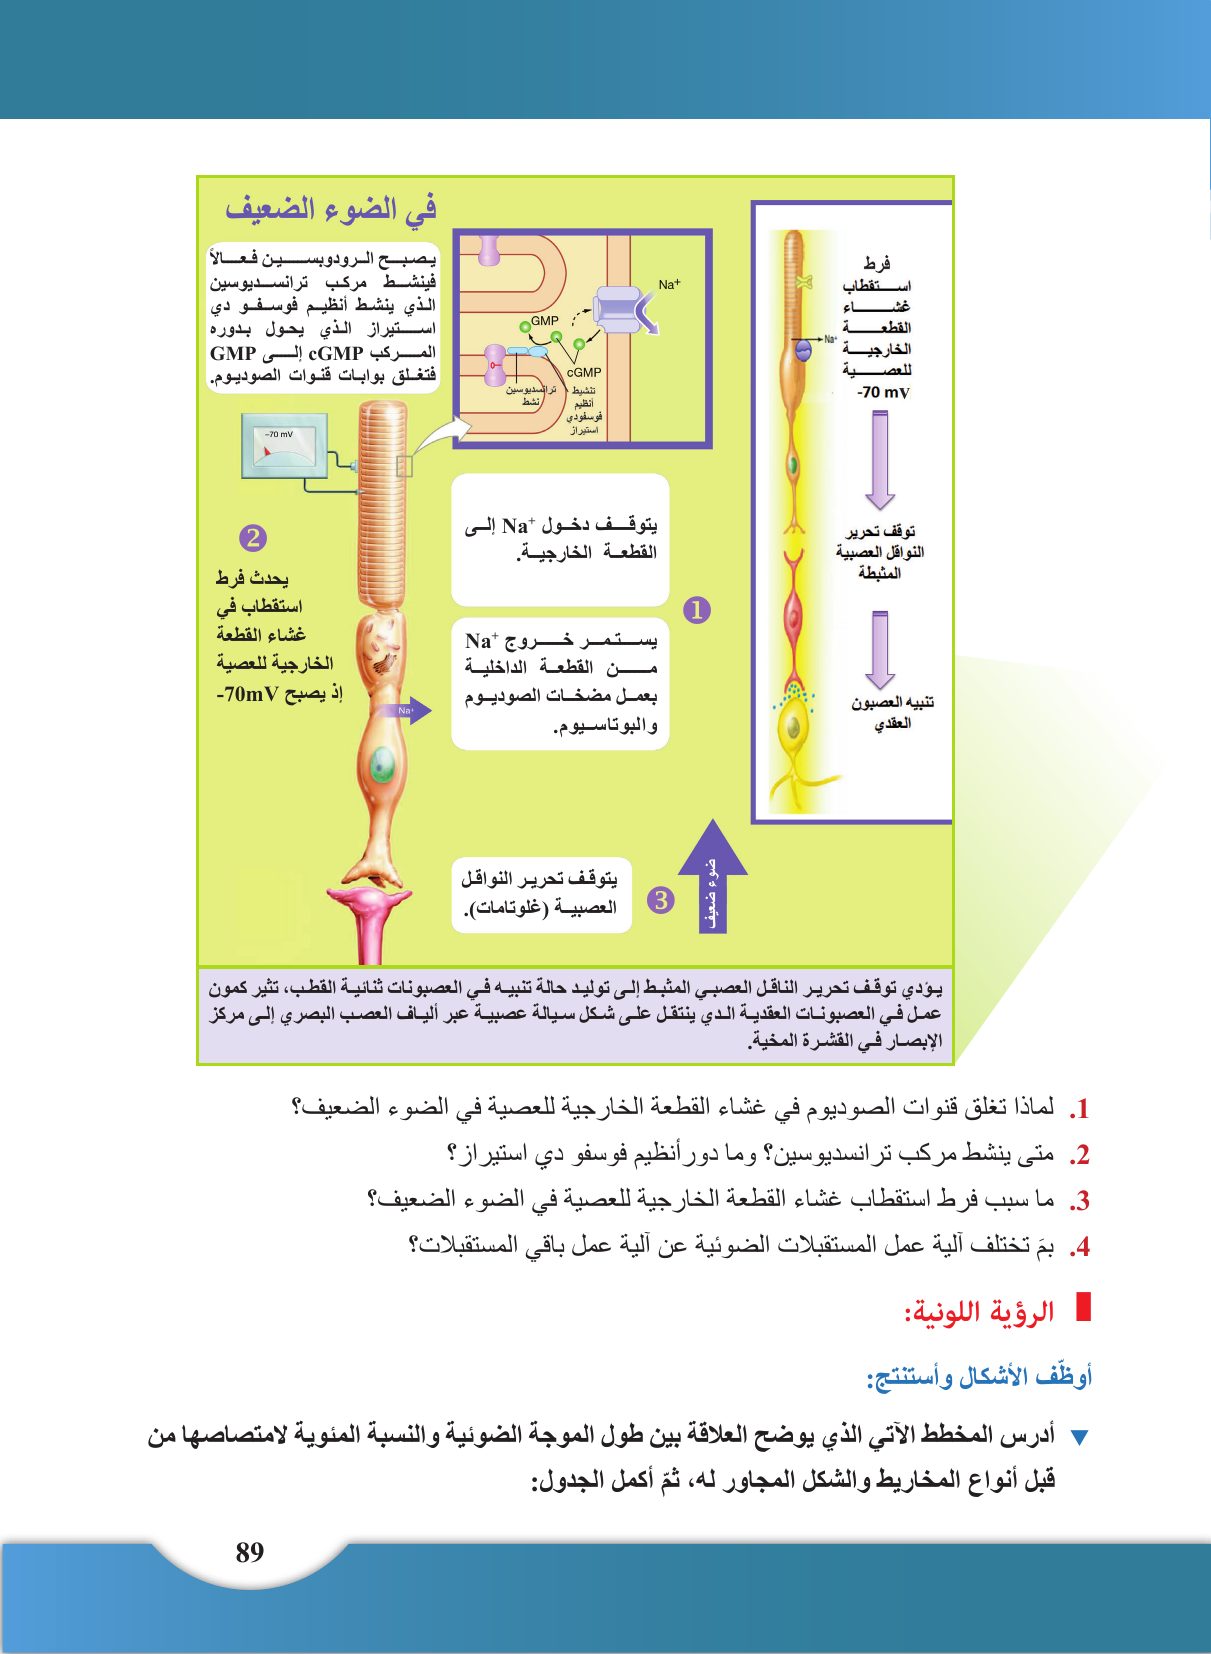 في الضوء الضعيف
يصبح الرودوبسين فعالاً
فينشط مركب ترانسديوسين
الذي ينشط أنظيم فوسفو دي
استيراز الذي يحول بدوره
المركب cGMP إلى GMP
فتغلق بوابات قنوات الصوديوم.
Na+
GMP
cGMP
ترانسديوسين
نشط
تنشيط
أنظيم
فوسفودي
استيراز
فرط
استقطاب
غشاء
القطعة
الخارجية
للعصية
-70 mV
Na+
توقف تحرير
النواقل العصبية
المثبطة
تنبيه العصبون
العقدي
–70 mV
1
يتوقف دخول Na+ إلى
القطعة الخارجية.
يستمر خروج Na+
من القطعة الداخلية
بعمل مضخات الصوديوم
والبوتاسيوم.
2
يحدث فرط
استقطاب في
غشاء القطعة
الخارجية للعصية
إذ يصبح -70mV
Na+
3
يتوقف تحرير النواقل
العصبية (غلوتامات).
ضوء ضعيف
يؤدي توقف تحرير الناقل العصبي المثبط إلى توليد حالة تنبيه في العصبونات ثنائية القطب، تثير كمون
عمل في العصبونات العقدية الذي ينتقل على شكل سيالة عصبية عبر ألياف العصب البصري إلى مركز
الإبصار في القشرة المخية.
1. لماذا تغلق قنوات الصوديوم في غشاء القطعة الخارجية للعصية في الضوء الضعيف؟
2. متى ينشط مركب ترانسديوسين؟ وما دورأنظيم فوسفو دي استيراز؟
3. ما سبب فرط استقطاب غشاء القطعة الخارجية للعصية في الضوء الضعيف؟
4. بمَ تختلف آلية عمل المستقبلات الضوئية عن آلية عمل باقي المستقبلات؟
الرؤية اللونية:
أوظّف الأشكال وأستنتج:
أدرس المخطط الآتي الذي يوضح العلاقة بين طول الموجة الضوئية والنسبة المئوية لامتصاصها من
قبل أنواع المخاريط والشكل المجاور له، ثمّ أكمل الجدول:
89